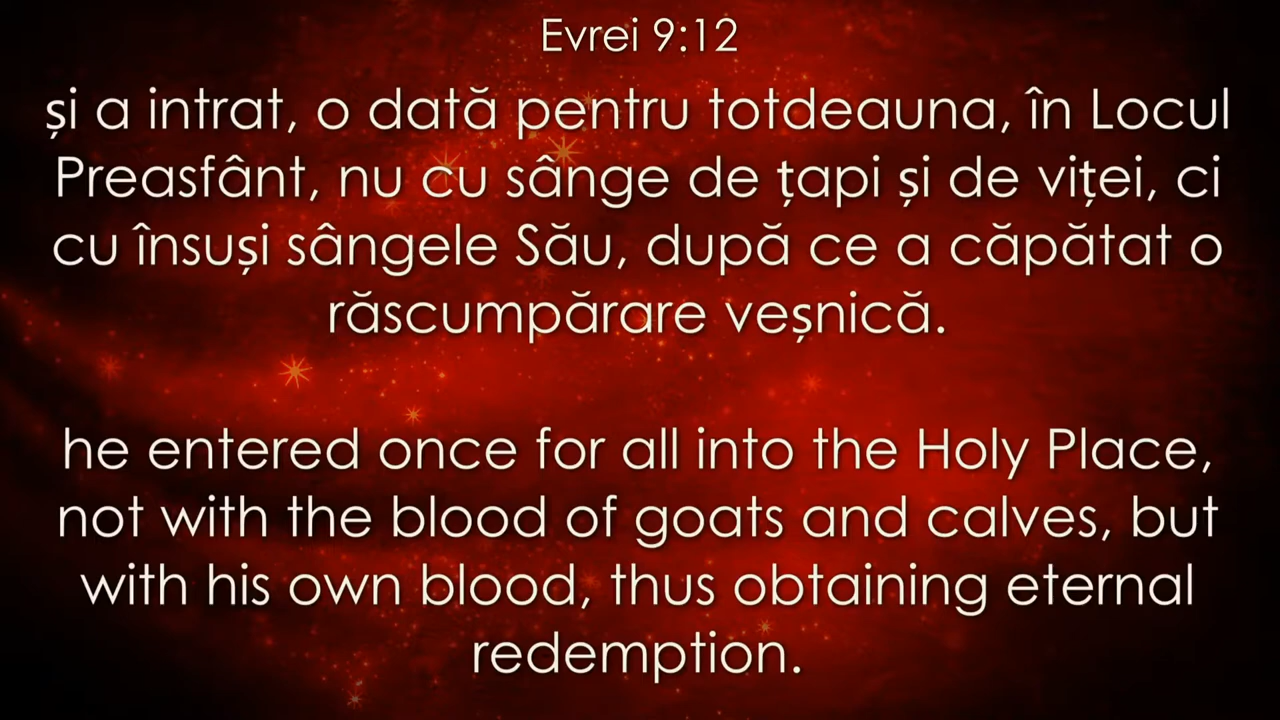 Evrei 9:12
și a intrat, o dată pentru totdeauna, în Locul
Preasfânt, nu cu sânge de țapi și de viței, ci
cu însuși sângele Său, după ce a căpătat o
răscumpărare veșnică.
he entered once for all into the Holy Place,
not with the blood of goats and calves, but
with his own blood, thus obtaining eternal
redemption.